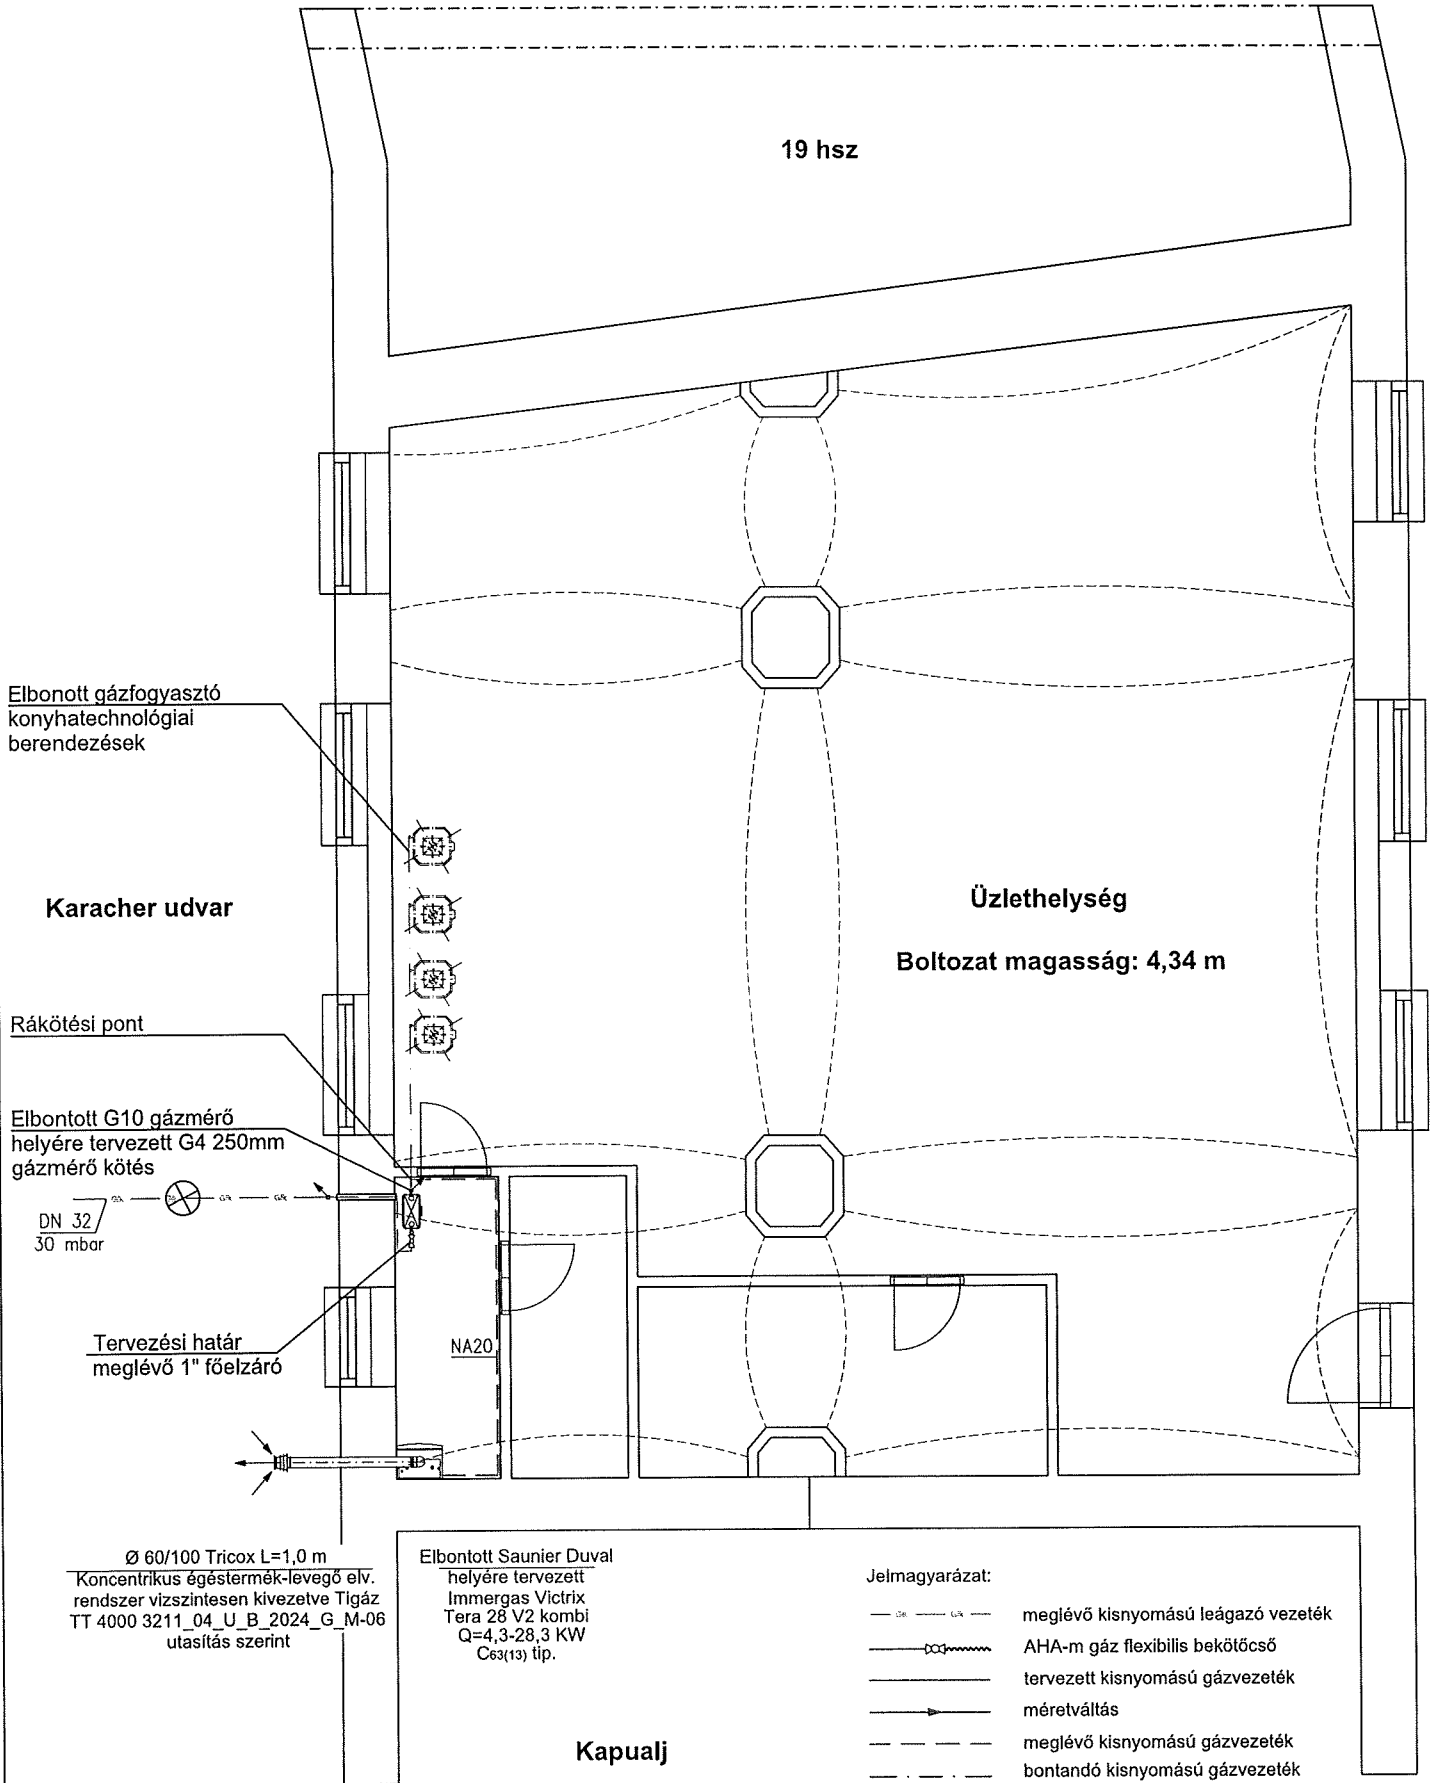 19 hsz
Elbonott gázfogyasztó
konyhatechnológiai
berendezések
Karacher udvar
Üzlethelység
Boltozat magasság: 4,34 m
Rákötési pont
Elbontott G10 gázmérő
helyére tervezett G4 250mm
gázmérő kötés
DN 32
30 mbar
Tervezési határ
meglévő 1" főelzáró
NA20
Ø 60/100 Tricox L=1,0 m
Koncentrikus égéstermék-levegő elv.
rendszer vizszintesen kivezetve Tigáz
TT 4000 3211_04_U_B_2024_G_M-06
utasítás szerint
Elbontott Saunier Duval
helyére tervezett
Immergas Victrix
Tera 28 V2 kombi
Q=4,3-28,3 KW
C63(13) tip.
Jelmagyarázat:
meglévő kisnyomású leágazó vezeték
AHA-m gáz flexibilis bekötőcső
tervezett kisnyomású gázvezeték
méretváltás
meglévő kisnyomású gázvezeték
bontandó kisnyomású gázvezeték
Kapualj